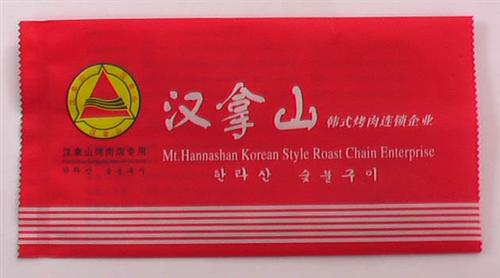 汉拿山烤肉店专用
한라산 숯불구이
汉拿山 韩式烤肉连锁企业
Mt.Hannashan Korean Style Roast Chain Enterprise
한라산 숯불구이